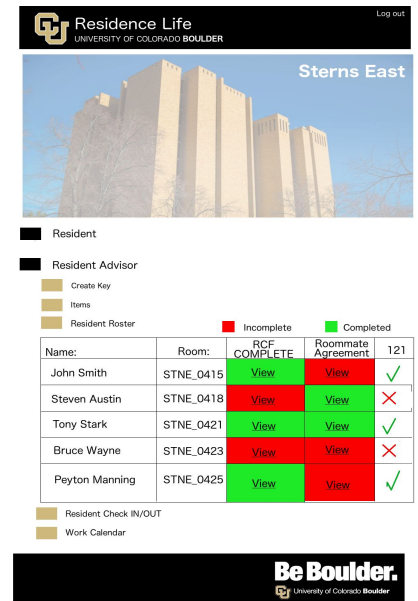 Log out
CU
Residence Life
UNIVERSITY OF COLORADO BOULDER
Sterns East
Resident
Resident Advisor
Create Key
Items
Resident Roster
Incomplete Completed
Name: Room: RCF COMPLETE Roommate Agreement 121
John Smith STNE_0415 View View
Steven Austin STNE_0418 View View
Tony Stark STNE_0421 View View
Bruce Wayne STNE_0423 View View
Peyton Manning STNE_0425 View View
Resident Check IN/OUT
Work Calendar
Be Boulder.
CU University of Colorado Boulder